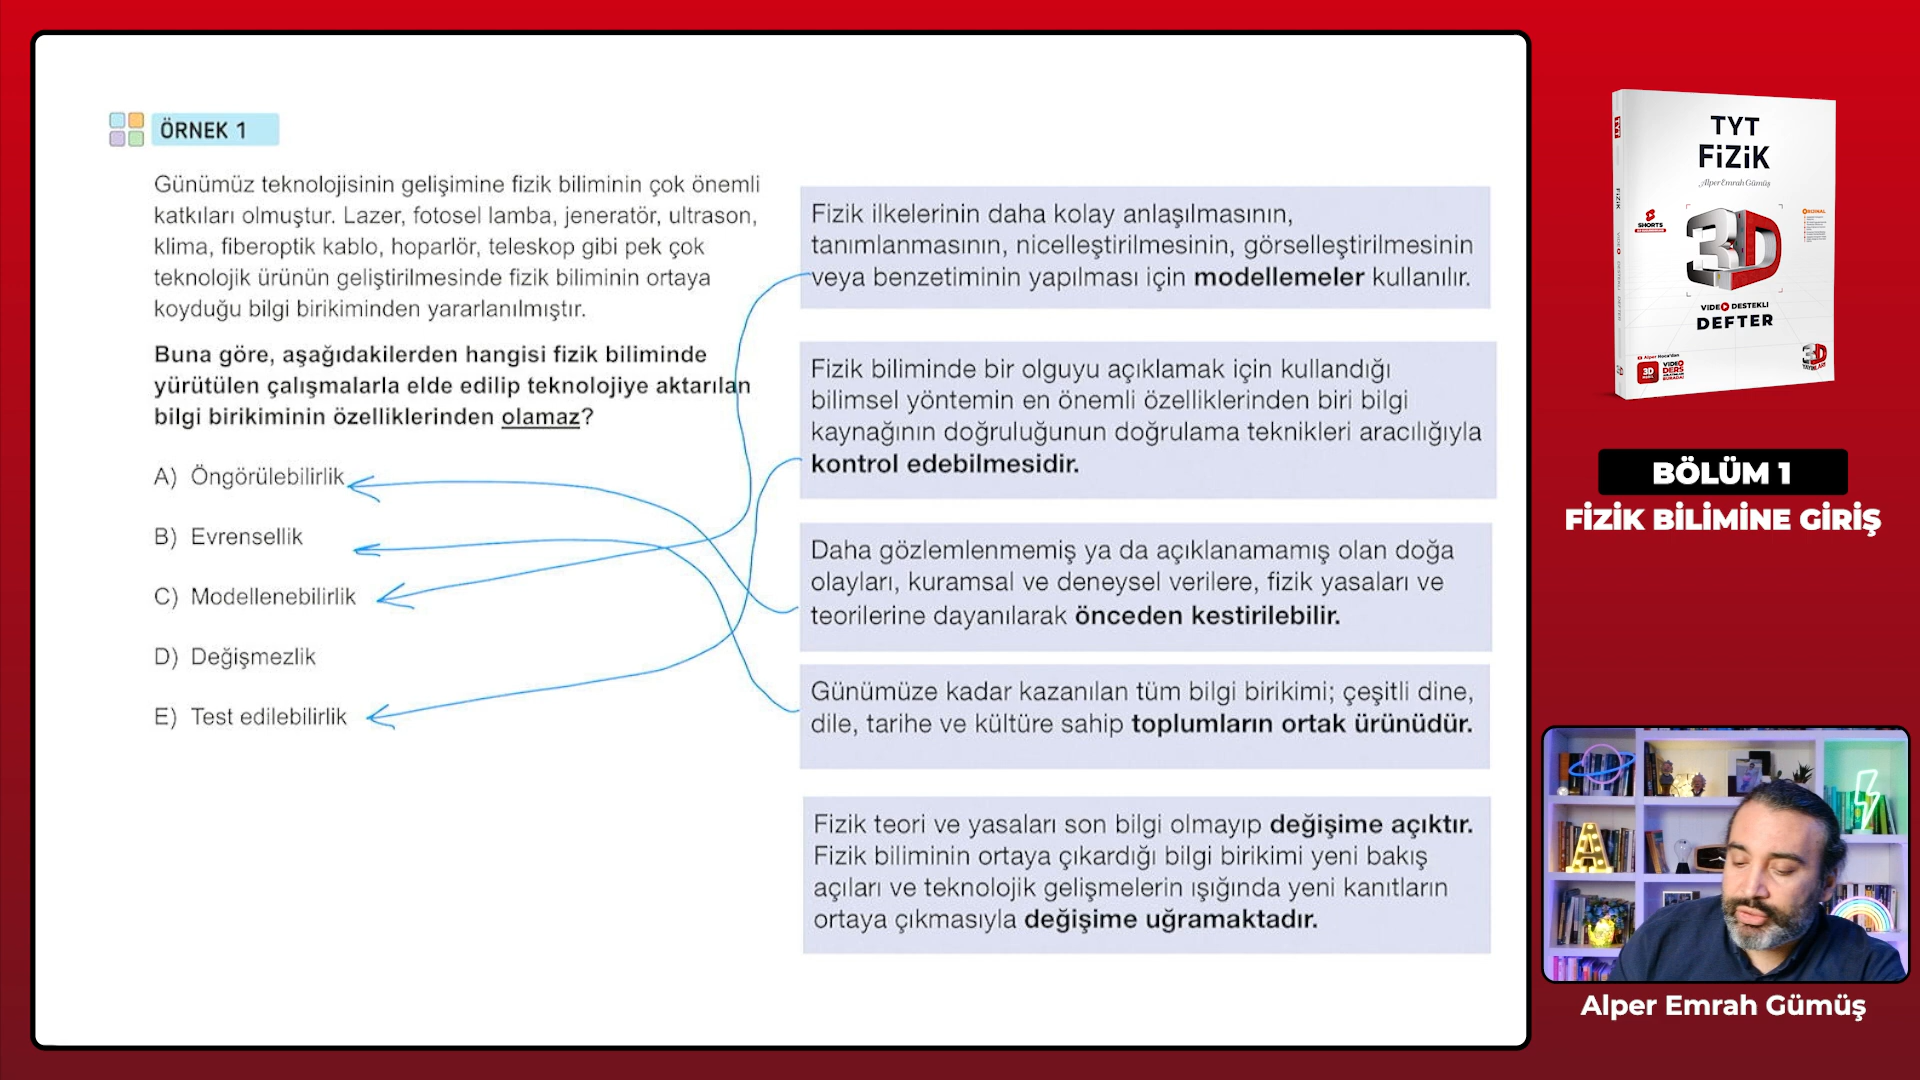 ÖRNEK 1
Günümüz teknolojisinin gelişimine fizik biliminin çok önemli
katkıları olmuştur. Lazer, fotosel lamba, jeneratör, ultrason,
klima, fiberoptik kablo, hoparlör, teleskop gibi pek çok
teknolojik ürünün geliştirilmesinde fizik biliminin ortaya
koyduğu bilgi birikiminden yararlanılmıştır.
Buna göre, aşağıdakilerden hangisi fizik biliminde
yürütülen çalışmalarla elde edilip teknolojiye aktarılan
bilgi birikiminin özelliklerinden olamaz?
A) Öngörülebilirlik
B) Evrensellik
C) Modellenebilirlik
D) Değişmezlik
E) Test edilebilirlik
Fizik ilkelerinin daha kolay anlaşılmasının,
tanımlanmasının, nicelleştirilmesinin, görselleştirilmesinin
veya benzetiminin yapılması için modellemeler kullanılır.
Fizik biliminde bir olguyu açıklamak için kullandığı
bilimsel yöntemin en önemli özelliklerinden biri bilgi
kaynağının doğruluğunun doğrulama teknikleri aracılığıyla
kontrol edebilmesidir.
Daha gözlemlenmemiş ya da açıklanamamış olan doğa
olayları, kuramsal ve deneysel verilere, fizik yasaları ve
teorilerine dayanılarak önceden kestirilebilir.
Günümüze kadar kazanılan tüm bilgi birikimi; çeşitli dine,
dile, tarihe ve kültüre sahip toplumların ortak ürünüdür.
Fizik teori ve yasaları son bilgi olmayıp değişime açıktır.
Fizik biliminin ortaya çıkardığı bilgi birikimi yeni bakış
açıları ve teknolojik gelişmelerin ışığında yeni kanıtların
ortaya çıkmasıyla değişime uğramaktadır.
TYT
FiZiK
Alper Emrah Gümüş
SHORTS
3D
VIDEO DESTEKLI
DEFTER
BÖLÜM 1
FİZİK BİLİMİNE GİRİŞ
A
Alper Emrah Gümüş